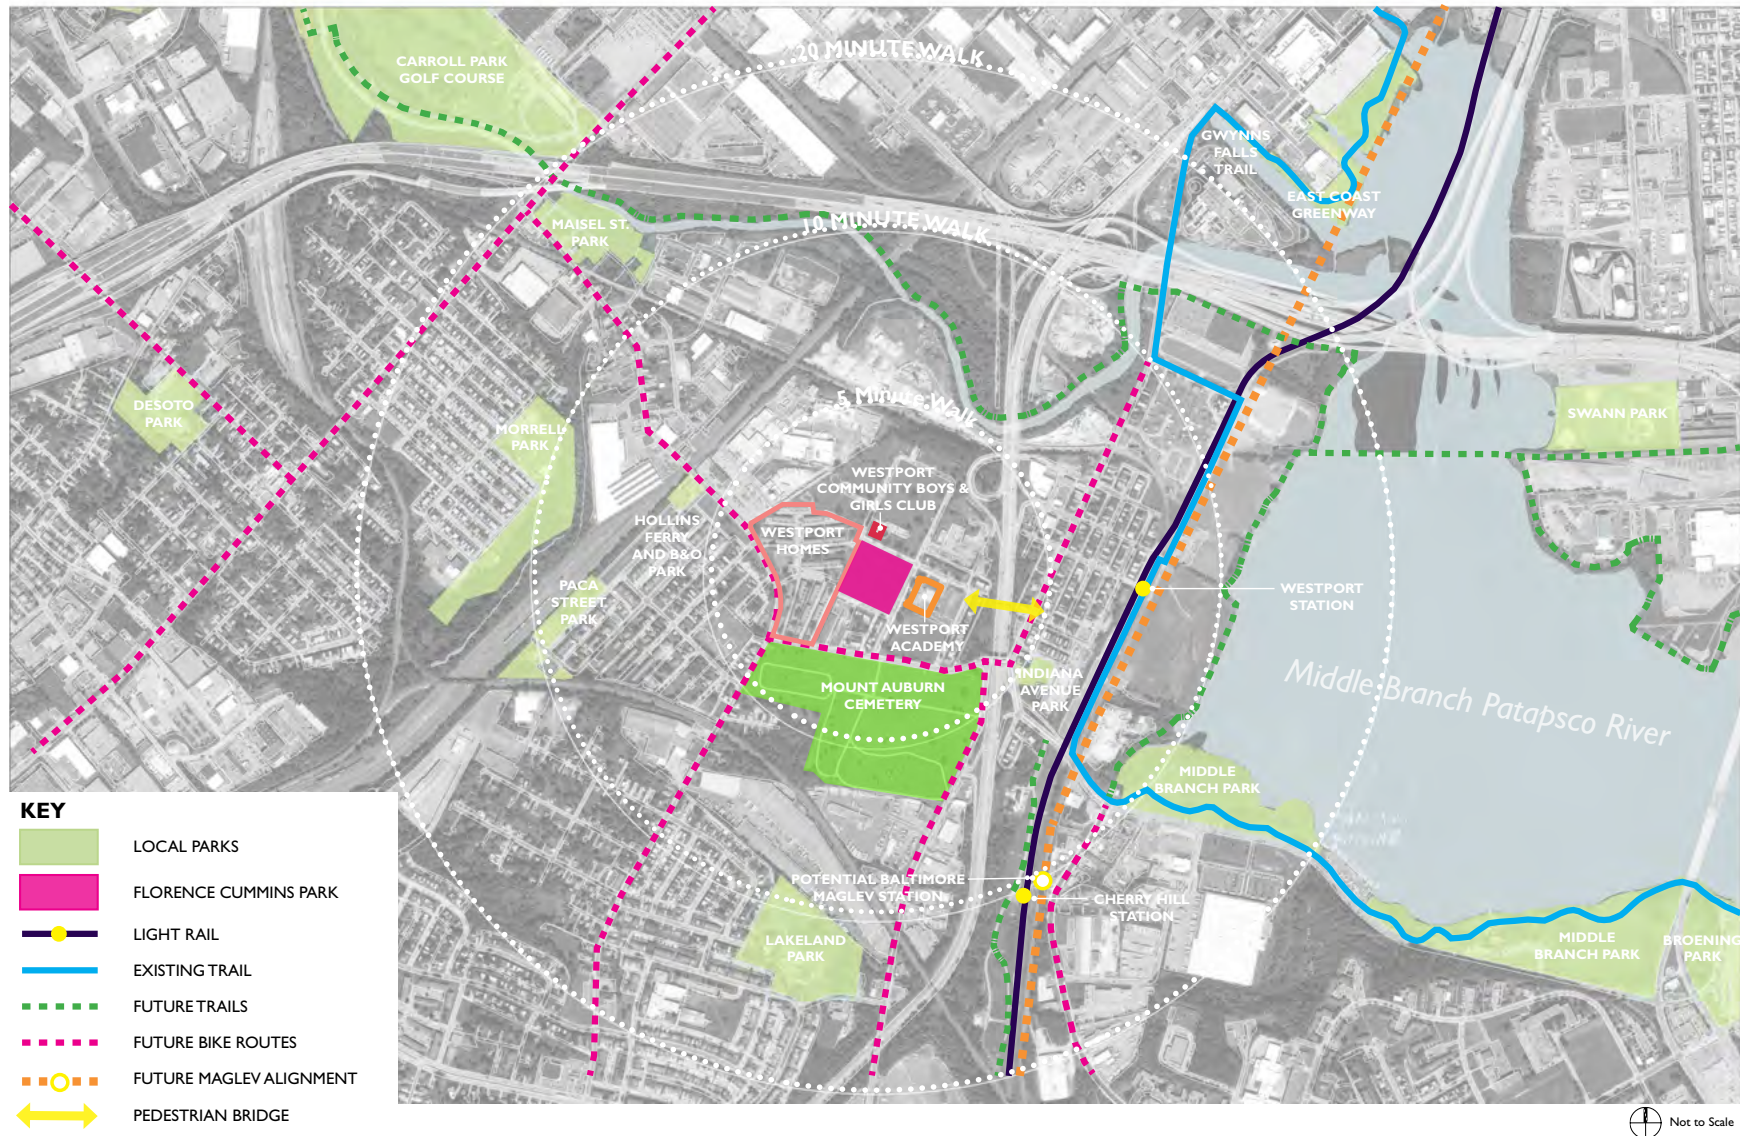 20 MINUTE WALK
CARROLL PARK
GOLF COURSE
GWYNNS
FALLS
TRAIL
EAST COAST
GREENWAY
10 MINUTE WALK
MAISEL ST.
PARK
5 Minute Walk
DESOTO
PARK
MORRELL
PARK
SWANN PARK
WESTPORT
COMMUNITY BOYS &
GIRLS CLUB
HOLLINS
FERRY
AND B&O
PARK
WESTPORT
HOMES
PACA
STREET
PARK
WESTPORT
STATION
WESTPORT
ACADEMY
INDIANA
AVENUE
PARK
MOUNT AUBURN
CEMETERY
Middle Branch Patapsco River
MIDDLE
BRANCH PARK
POTENTIAL BALTIMORE
MAGLEV STATION
CHERRY HILL
STATION
LAKELAND
PARK
MIDDLE
BRANCH PARK
BROENING
PARK
KEY
LOCAL PARKS
FLORENCE CUMMINS PARK
LIGHT RAIL
EXISTING TRAIL
FUTURE TRAILS
FUTURE BIKE ROUTES
FUTURE MAGLEV ALIGNMENT
PEDESTRIAN BRIDGE
Not to Scale